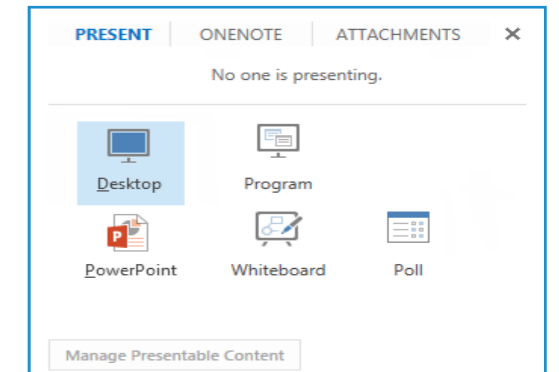 PRESENT ONENOTE ATTACHMENTS ×
No one is presenting.
Desktop Program
PowerPoint Whiteboard Poll
Manage Presentable Content